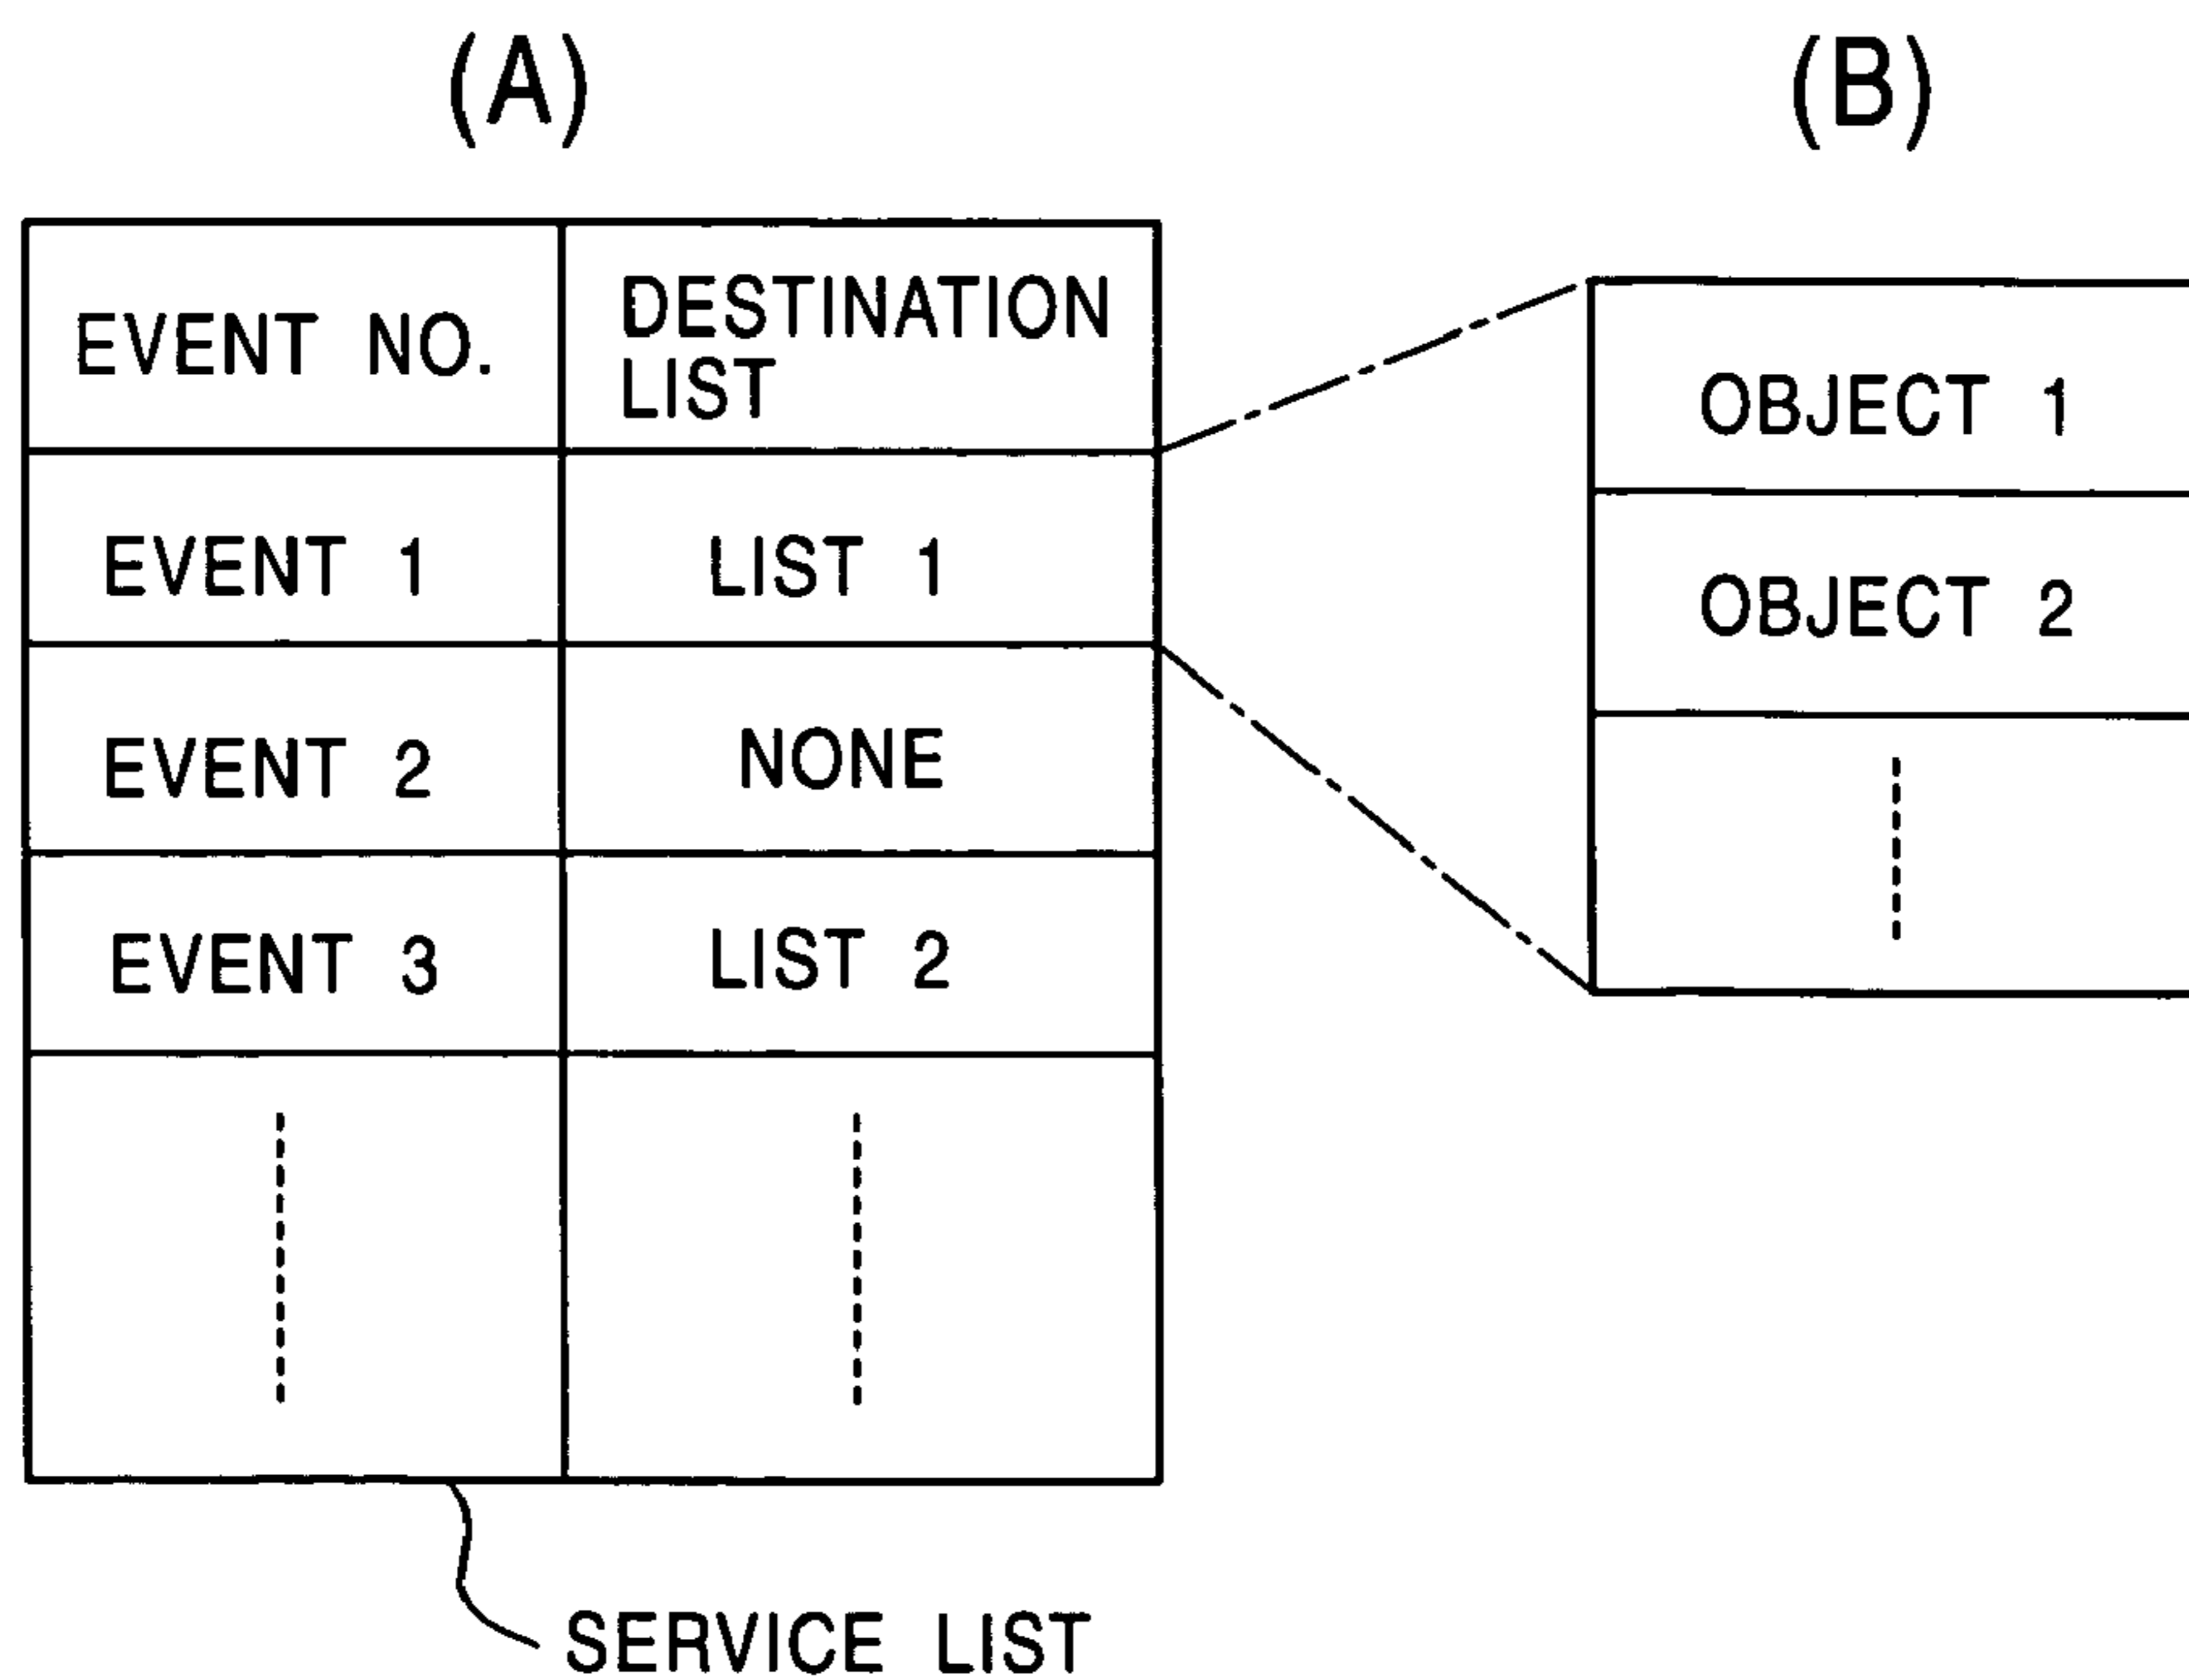 (A)
(B)
EVENT NO.
DESTINATION
LIST
EVENT 1
LIST 1
EVENT 2
NONE
EVENT 3
LIST 2
OBJECT 1
OBJECT 2
SERVICE LIST